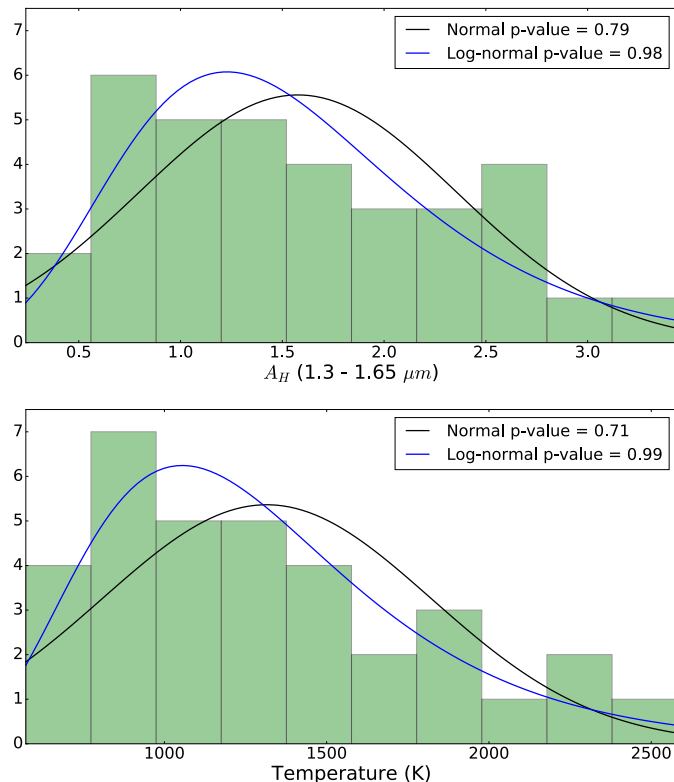 Normal p-value = 0.79
Log-normal p-value = 0.98
7
6
5
4
3
2
1
0
0.5 1.0 1.5 2.0 2.5 3.0
A_H (1.3 - 1.65 μm)
Normal p-value = 0.71
Log-normal p-value = 0.99
7
6
5
4
3
2
1
0
1000 1500 2000 2500
Temperature (K)